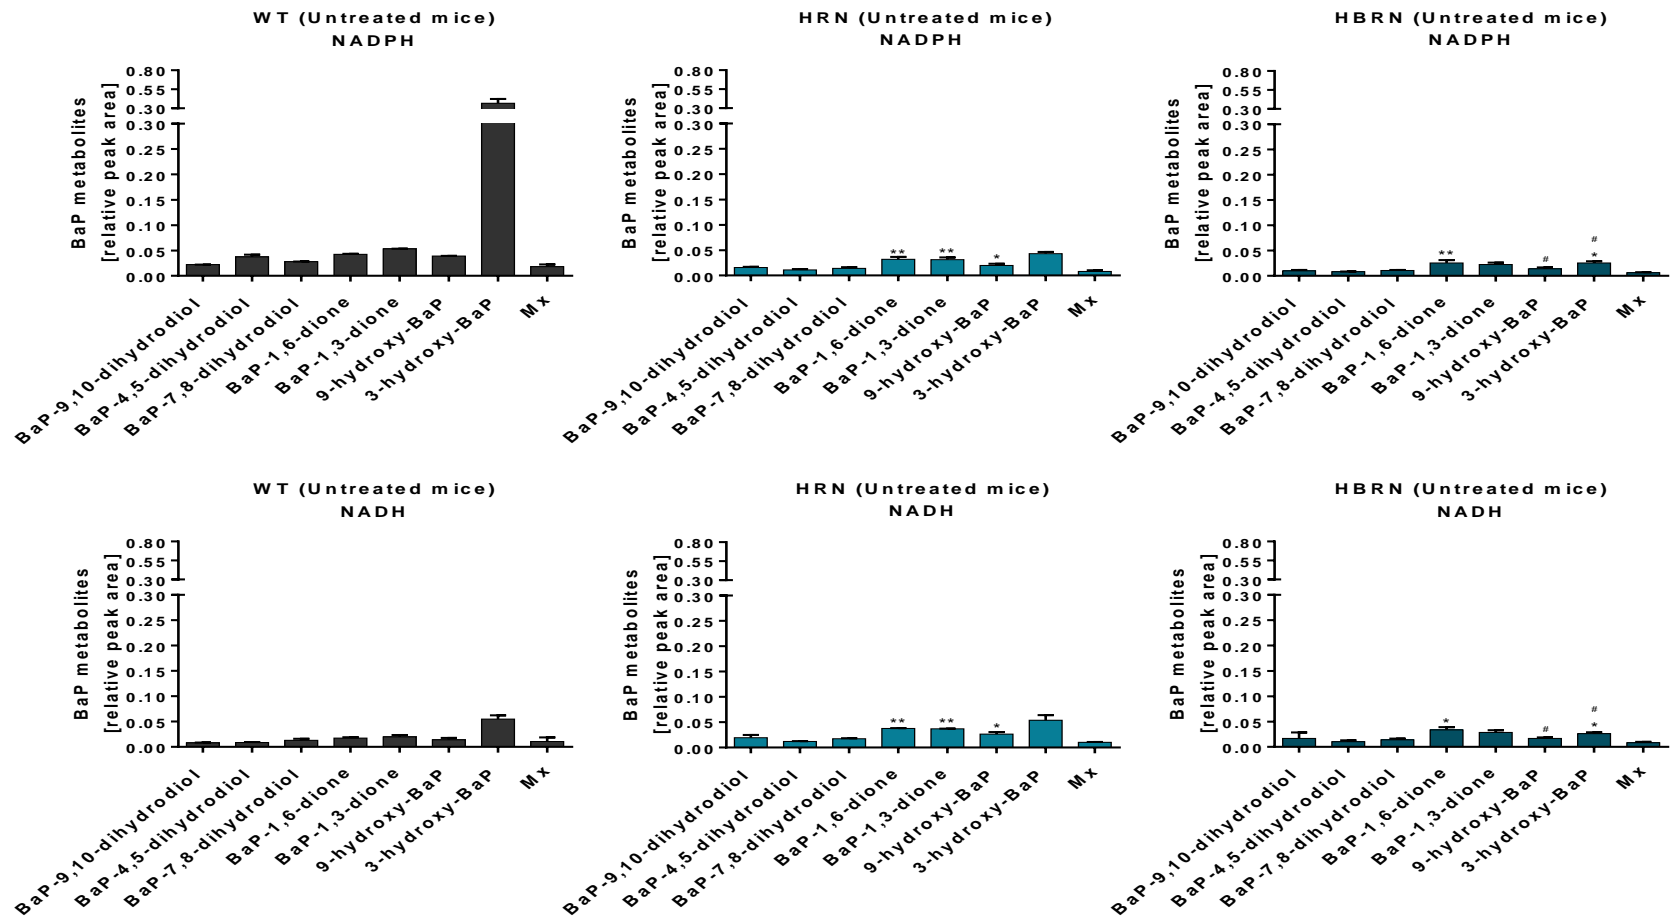 WT (Untreated mice)
NADPH
BaP metabolites
[relative peak area]
0.80
0.55
0.30
0.30
0.25
0.20
0.15
0.10
0.05
0.00
BaP-9,10-dihydrodiol
BaP-4,5-dihydrodiol
BaP-7,8-dihydrodiol
BaP-1,6-dione
BaP-1,3-dione
9-hydroxy-BaP
3-hydroxy-BaP
Mx
HRN (Untreated mice)
NADPH
BaP metabolites
[relative peak area]
0.80
0.55
0.30
0.30
0.25
0.20
0.15
0.10
0.05
0.00
**
**
*
BaP-9,10-dihydrodiol
BaP-4,5-dihydrodiol
BaP-7,8-dihydrodiol
BaP-1,6-dione
BaP-1,3-dione
9-hydroxy-BaP
3-hydroxy-BaP
Mx
HBRN (Untreated mice)
NADPH
BaP metabolites
[relative peak area]
0.80
0.55
0.30
0.30
0.25
0.20
0.15
0.10
0.05
0.00
**
#
#
*
BaP-9,10-dihydrodiol
BaP-4,5-dihydrodiol
BaP-7,8-dihydrodiol
BaP-1,6-dione
BaP-1,3-dione
9-hydroxy-BaP
3-hydroxy-BaP
Mx
WT (Untreated mice)
NADH
BaP metabolites
[relative peak area]
0.80
0.55
0.30
0.30
0.25
0.20
0.15
0.10
0.05
0.00
BaP-9,10-dihydrodiol
BaP-4,5-dihydrodiol
BaP-7,8-dihydrodiol
BaP-1,6-dione
BaP-1,3-dione
9-hydroxy-BaP
3-hydroxy-BaP
Mx
HRN (Untreated mice)
NADH
BaP metabolites
[relative peak area]
0.80
0.55
0.30
0.30
0.25
0.20
0.15
0.10
0.05
0.00
**
**
*
BaP-9,10-dihydrodiol
BaP-4,5-dihydrodiol
BaP-7,8-dihydrodiol
BaP-1,6-dione
BaP-1,3-dione
9-hydroxy-BaP
3-hydroxy-BaP
Mx
HBRN (Untreated mice)
NADH
BaP metabolites
[relative peak area]
0.80
0.55
0.30
0.30
0.25
0.20
0.15
0.10
0.05
0.00
*
#
#
*
BaP-9,10-dihydrodiol
BaP-4,5-dihydrodiol
BaP-7,8-dihydrodiol
BaP-1,6-dione
BaP-1,3-dione
9-hydroxy-BaP
3-hydroxy-BaP
Mx